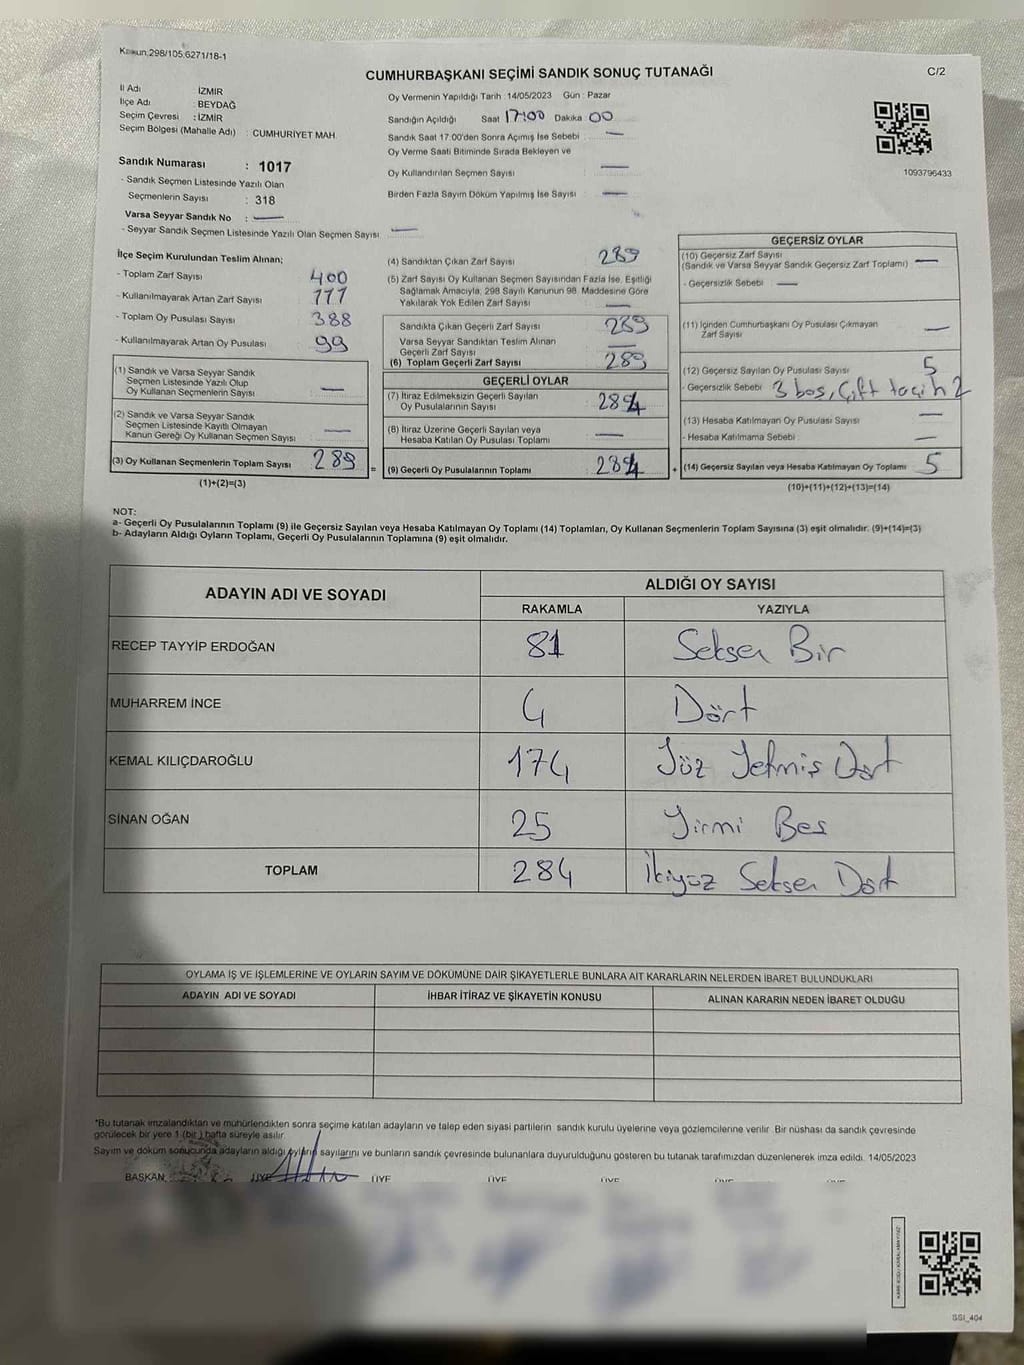 Kanun:298/105.6271/18-1
CUMHURBAŞKANI SEÇİMİ SANDIK SONUÇ TUTANAĞI
C/2
İl Adı İZMİR
İlçe Adı : BEYDAĞ
Seçim Çevresi : İZMİR
Seçim Bölgesi (Mahalle Adı) : CUMHURİYET MAH.
Sandık Numarası : 1017
- Sandık Seçmen Listesinde Yazılı Olan
Seçmenlerin Sayısı : 318
Varsa Seyyar Sandık No : —
- Seyyar Sandık Seçmen Listesinde Yazılı Olan Seçmen Sayısı —
Oy Vermenin Yapıldığı Tarih : 14/05/2023 Gün : Pazar
Sandığın Açıldığı Saat 17:00 Dakika 00
Sandık Saat 17:00'den Sonra Açımış İse Sebebi : —
Oy Verme Saati Bitiminde Sırada Bekleyen ve
Oy Kullandırılan Seçmen Sayısı —
Birden Fazla Sayım Döküm Yapılmış İse Sayısı : —
1093796433
İlçe Seçim Kurulundan Teslim Alınan;
- Toplam Zarf Sayısı : 400
- Kullanılmayarak Artan Zarf Sayısı : 111
- Toplam Oy Pusulası Sayısı : 388
- Kullanılmayarak Artan Oy Pusulası : 99
(1) Sandık ve Varsa Seyyar Sandık
Seçmen Listesinde Yazılı Olup
Oy Kullanan Seçmenlerin Sayısı : —
(2) Sandık ve Varsa Seyyar Sandık
Seçmen Listesinde Kayıtlı Olmayan
Kanun Gereği Oy Kullanan Seçmen Sayısı : —
(3) Oy Kullanan Seçmenlerin Toplam Sayısı : 289 =
(1)+(2)=(3)
(4) Sandıktan Çıkan Zarf Sayısı : 289
(5) Zarf Sayısı Oy Kullanan Seçmen Sayısından Fazla İse, Eşitliği
Sağlamak Amacıyla, 298 Sayılı Kanunun 98. Maddesine Göre
Yakılarak Yok Edilen Zarf Sayısı : —
Sandıkta Çıkan Geçerli Zarf Sayısı : 289
Varsa Seyyar Sandıktan Teslim Alınan
Geçerli Zarf Sayısı : —
(6) Toplam Geçerli Zarf Sayısı : 289
GEÇERLİ OYLAR
(7) İtiraz Edilmeksizin Geçerli Sayılan
Oy Pusulalarının Sayısı : 284
(8) İtiraz Üzerine Geçerli Sayılan veya
Hesaba Katılan Oy Pusulası Toplamı : —
(9) Geçerli Oy Pusulalarının Toplamı : 284 +
GEÇERSİZ OYLAR
(10) Geçersiz Zarf Sayısı
(Sandık ve Varsa Seyyar Sandık Geçersiz Zarf Toplamı) : —
- Geçersizlik Sebebi : —
(11) İçinden Cumhurbaşkanı Oy Pusulası Çıkmayan
Zarf Sayısı : —
(12) Geçersiz Sayılan Oy Pusulası Sayısı : 5
- Geçersizlik Sebebi : 3 boş, Çift tacih 2
(13) Hesaba Katılmayan Oy Pusulası Sayısı : —
- Hesaba Katılmama Sebebi : —
(14) Geçersiz Sayılan veya Hesaba Katılmayan Oy Toplamı : 5
(10)+(11)+(12)+(13)=(14)
NOT:
a- Geçerli Oy Pusulalarının Toplamı (9) ile Geçersiz Sayılan veya Hesaba Katılmayan Oy Toplamı (14) Toplamları, Oy Kullanan Seçmenlerin Toplam Sayısına (3) eşit olmalıdır. (9)+(14)=(3)
b- Adayların Aldığı Oyların Toplamı, Geçerli Oy Pusulalarının Toplamına (9) eşit olmalıdır.
ADAYIN ADI VE SOYADI
ALDIĞI OY SAYISI
RAKAMLA YAZIYLA
RECEP TAYYİP ERDOĞAN 81 Seksen Bir
MUHARREM İNCE 4 Dört
KEMAL KILIÇDAROĞLU 174 Yüz Yetmiş Dört
SİNAN OĞAN 25 Yirmi Beş
TOPLAM 284 İkiyüz Seksen Dört
OYLAMA İŞ VE İŞLEMLERİNE VE OYLARIN SAYIM VE DÖKÜMÜNE DAİR ŞİKAYETLERLE BUNLARA AİT KARARLARIN NELERDEN İBARET BULUNDUKLARI
ADAYIN ADI VE SOYADI İHBAR İTİRAZ VE ŞİKAYETİN KONUSU ALINAN KARARIN NEDEN İBARET OLDUĞU
*Bu tutanak imzalandıktan ve mühürlendikten sonra seçime katılan adayların ve talep eden siyasi partilerin sandık kurulu üyelerine veya gözlemcilerine verilir. Bir nüshası da sandık çevresinde
görülecek bir yere 1 (bir) hafta süreyle asılır.
Sayım ve döküm sonucunda adayların aldığı oyların sayılarını ve bunların sandık çevresinde bulunanlara duyurulduğunu gösteren bu tutanak tarafımızdan düzenlenerek imza edildi. 14/05/2023
BAŞKAN ÜYE ÜYE ÜYE ÜYE ÜYE
SSI_404